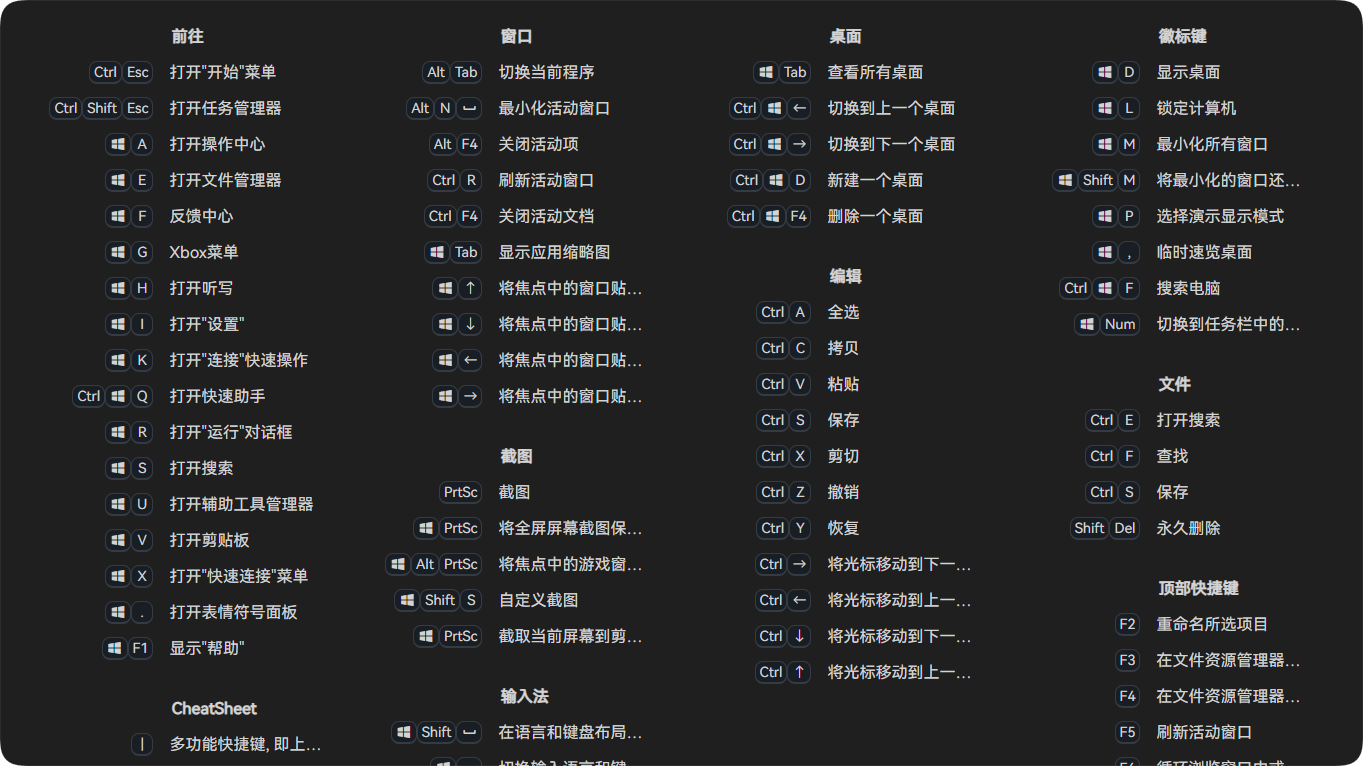 前往
Ctrl Esc 打开"开始"菜单
Ctrl Shift Esc 打开任务管理器
A 打开操作中心
E 打开文件管理器
F 反馈中心
G Xbox菜单
H 打开听写
I 打开"设置"
K 打开"连接"快速操作
Ctrl Q 打开快速助手
R 打开"运行"对话框
S 打开搜索
U 打开辅助工具管理器
V 打开剪贴板
X 打开"快速连接"菜单
. 打开表情符号面板
F1 显示"帮助"
CheatSheet
| 多功能快捷键, 即上...
窗口
Alt Tab 切换当前程序
Alt N 最小化活动窗口
Alt F4 关闭活动项
Ctrl R 刷新活动窗口
Ctrl F4 关闭活动文档
Tab 显示应用缩略图
↑ 将焦点中的窗口贴...
↓ 将焦点中的窗口贴...
← 将焦点中的窗口贴...
→ 将焦点中的窗口贴...
截图
PrtSc 截图
PrtSc 将全屏屏幕截图保...
Alt PrtSc 将焦点中的游戏窗...
Shift S 自定义截图
PrtSc 截取当前屏幕到剪...
输入法
Shift 在语言和键盘布局...
桌面
Tab 查看所有桌面
Ctrl ← 切换到上一个桌面
Ctrl → 切换到下一个桌面
Ctrl D 新建一个桌面
Ctrl F4 删除一个桌面
编辑
Ctrl A 全选
Ctrl C 拷贝
Ctrl V 粘贴
Ctrl S 保存
Ctrl X 剪切
Ctrl Z 撤销
Ctrl Y 恢复
Ctrl → 将光标移动到下一...
Ctrl ← 将光标移动到上一...
Ctrl ↓ 将光标移动到下一...
Ctrl ↑ 将光标移动到上一...
徽标键
D 显示桌面
L 锁定计算机
M 最小化所有窗口
Shift M 将最小化的窗口还...
P 选择演示显示模式
, 临时速览桌面
Ctrl F 搜索电脑
Num 切换到任务栏中的...
文件
Ctrl E 打开搜索
Ctrl F 查找
Ctrl S 保存
Shift Del 永久删除
顶部快捷键
F2 重命名所选项目
F3 在文件资源管理器...
F4 在文件资源管理器...
F5 刷新活动窗口